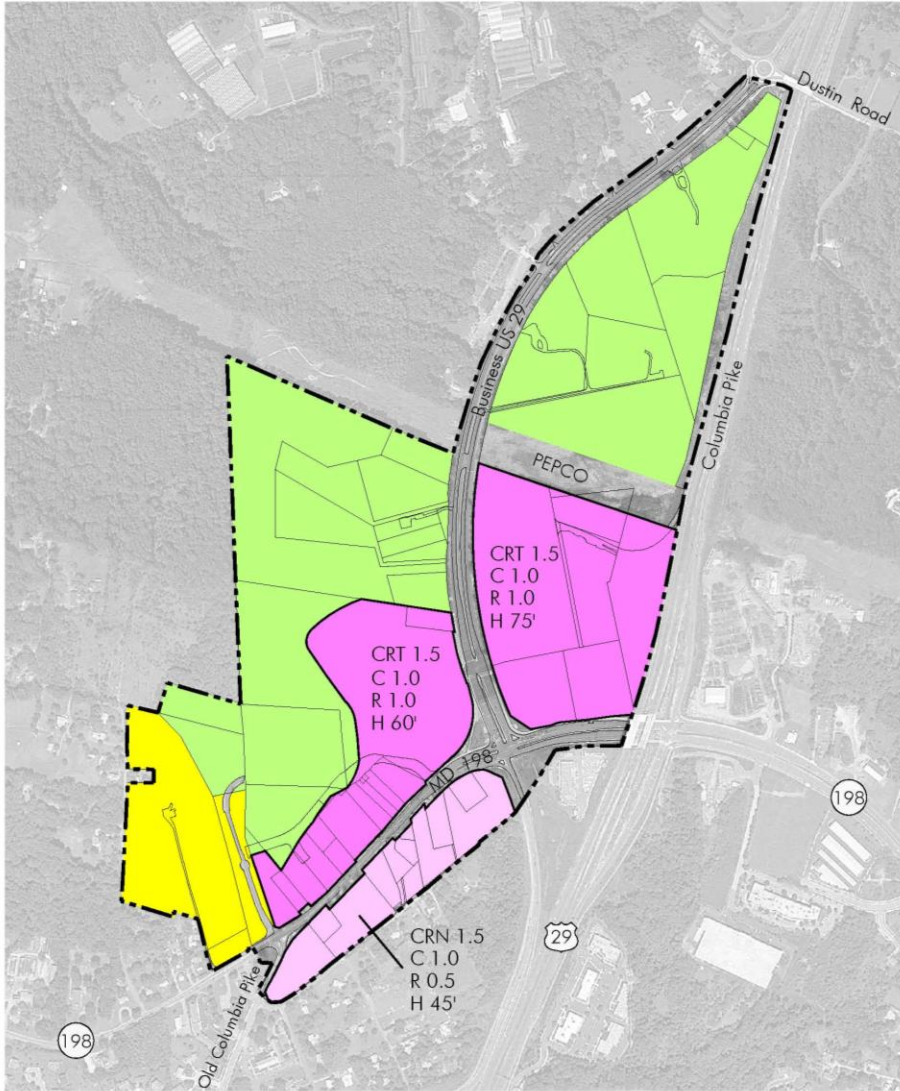 Dustin Road
Business US 29
Columbia Pike
PEPCO
CRT 1.5
C 1.0
R 1.0
H 75'
CRT 1.5
C 1.0
R 1.0
H 60'
MD 198
198
CRN 1.5
C 1.0
R 0.5
H 45'
29
Old Columbia Pike
198